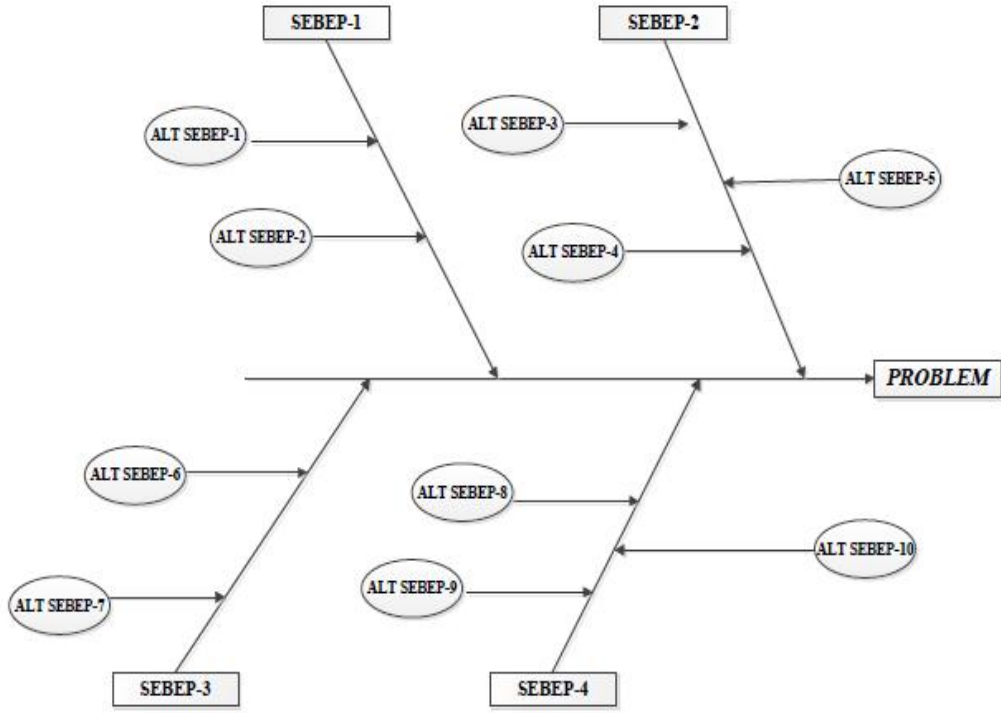 SEBEP-1
SEBEP-2
ALT SEBEP-1
ALT SEBEP-3
ALT SEBEP-5
ALT SEBEP-2
ALT SEBEP-4
PROBLEM
ALT SEBEP-6
ALT SEBEP-8
ALT SEBEP-10
ALT SEBEP-9
ALT SEBEP-7
SEBEP-3
SEBEP-4